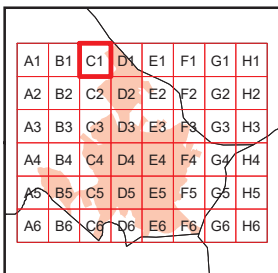 A1 B1 C1 D1 E1 F1 G1 H1
A2 B2 C2 D2 E2 F2 G2 H2
A3 B3 C3 D3 E3 F3 G3 H3
A4 B4 C4 D4 E4 F4 G4 H4
A5 B5 C5 D5 E5 F5 G5 H5
A6 B6 C6 D6 E6 F6 G6 H6